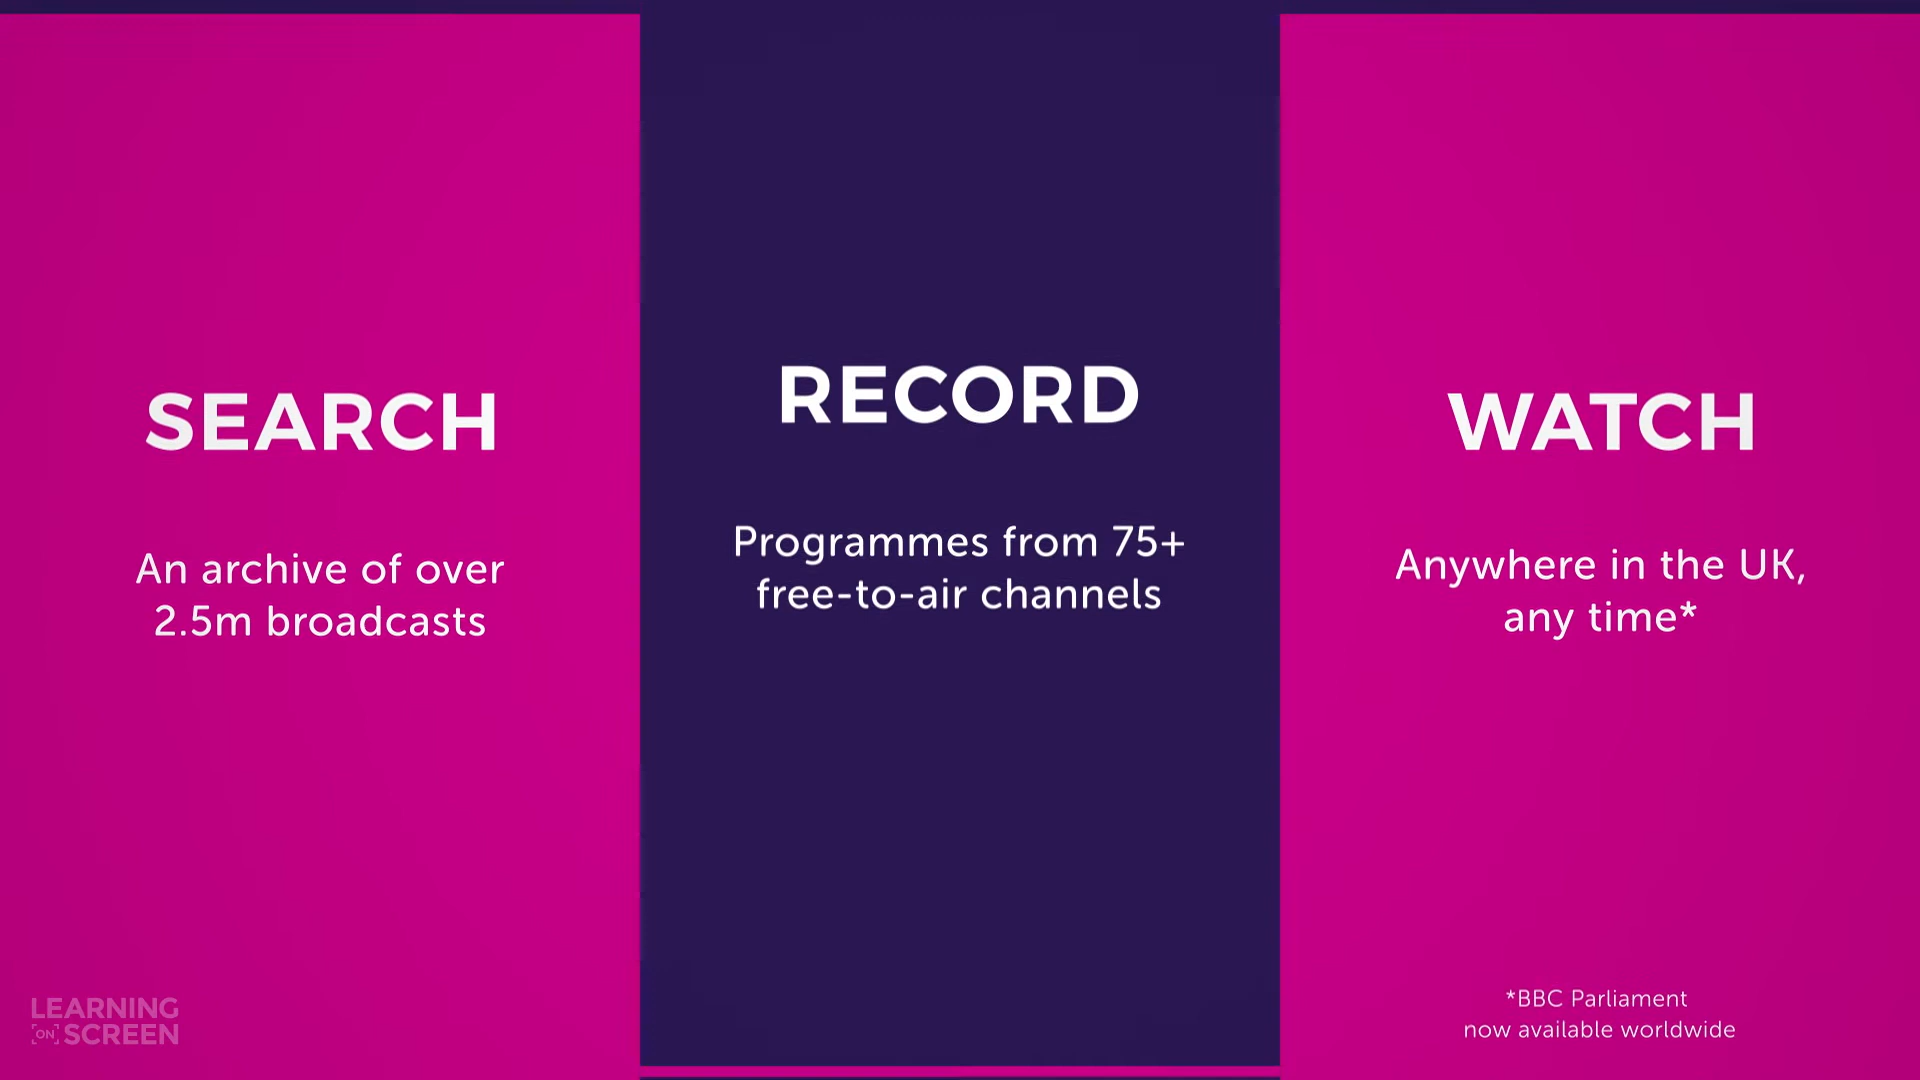 SEARCH
An archive of over
2.5m broadcasts
RECORD
Programmes from 75+
free-to-air channels
WATCH
Anywhere in the UK,
any time*
*BBC Parliament
now available worldwide
LEARNING
[ON] SCREEN